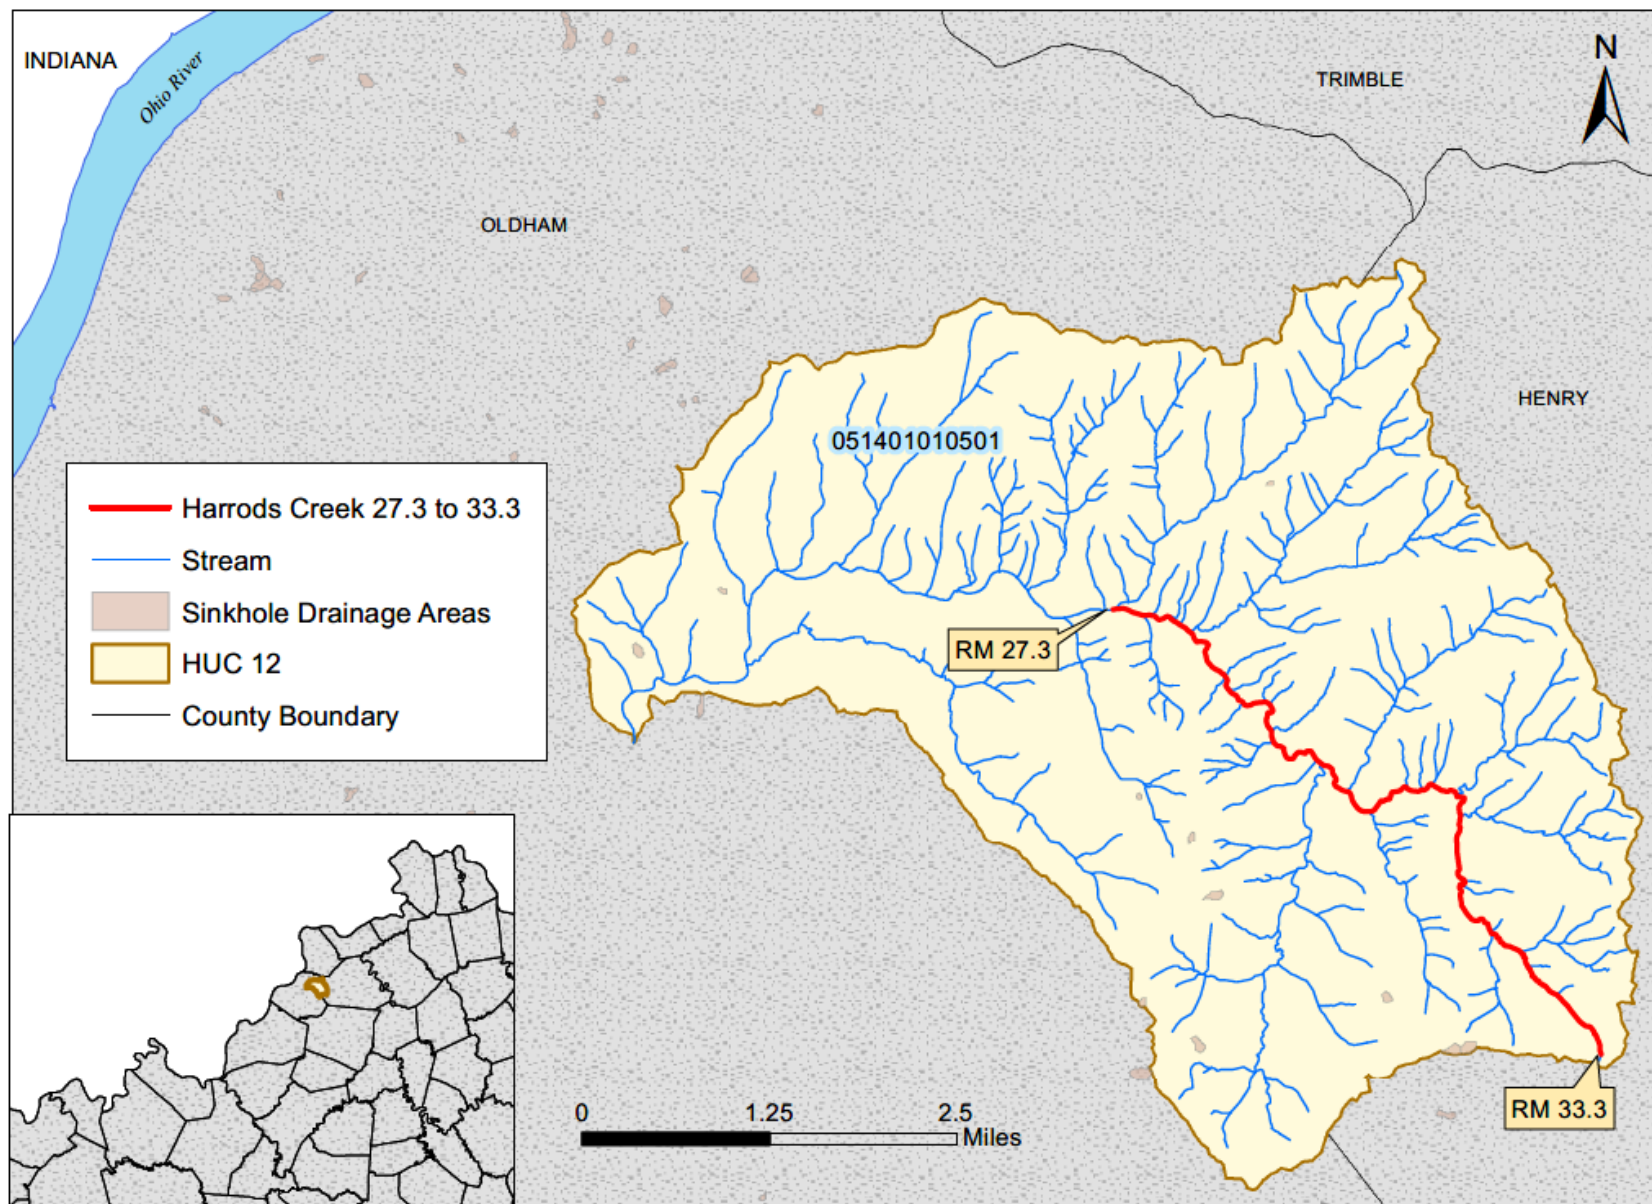 INDIANA
Ohio River
TRIMBLE
N
OLDHAM
HENRY
051401010501
Harrods Creek 27.3 to 33.3
Stream
Sinkhole Drainage Areas
HUC 12
County Boundary
RM 27.3
RM 33.3
0 1.25 2.5
Miles